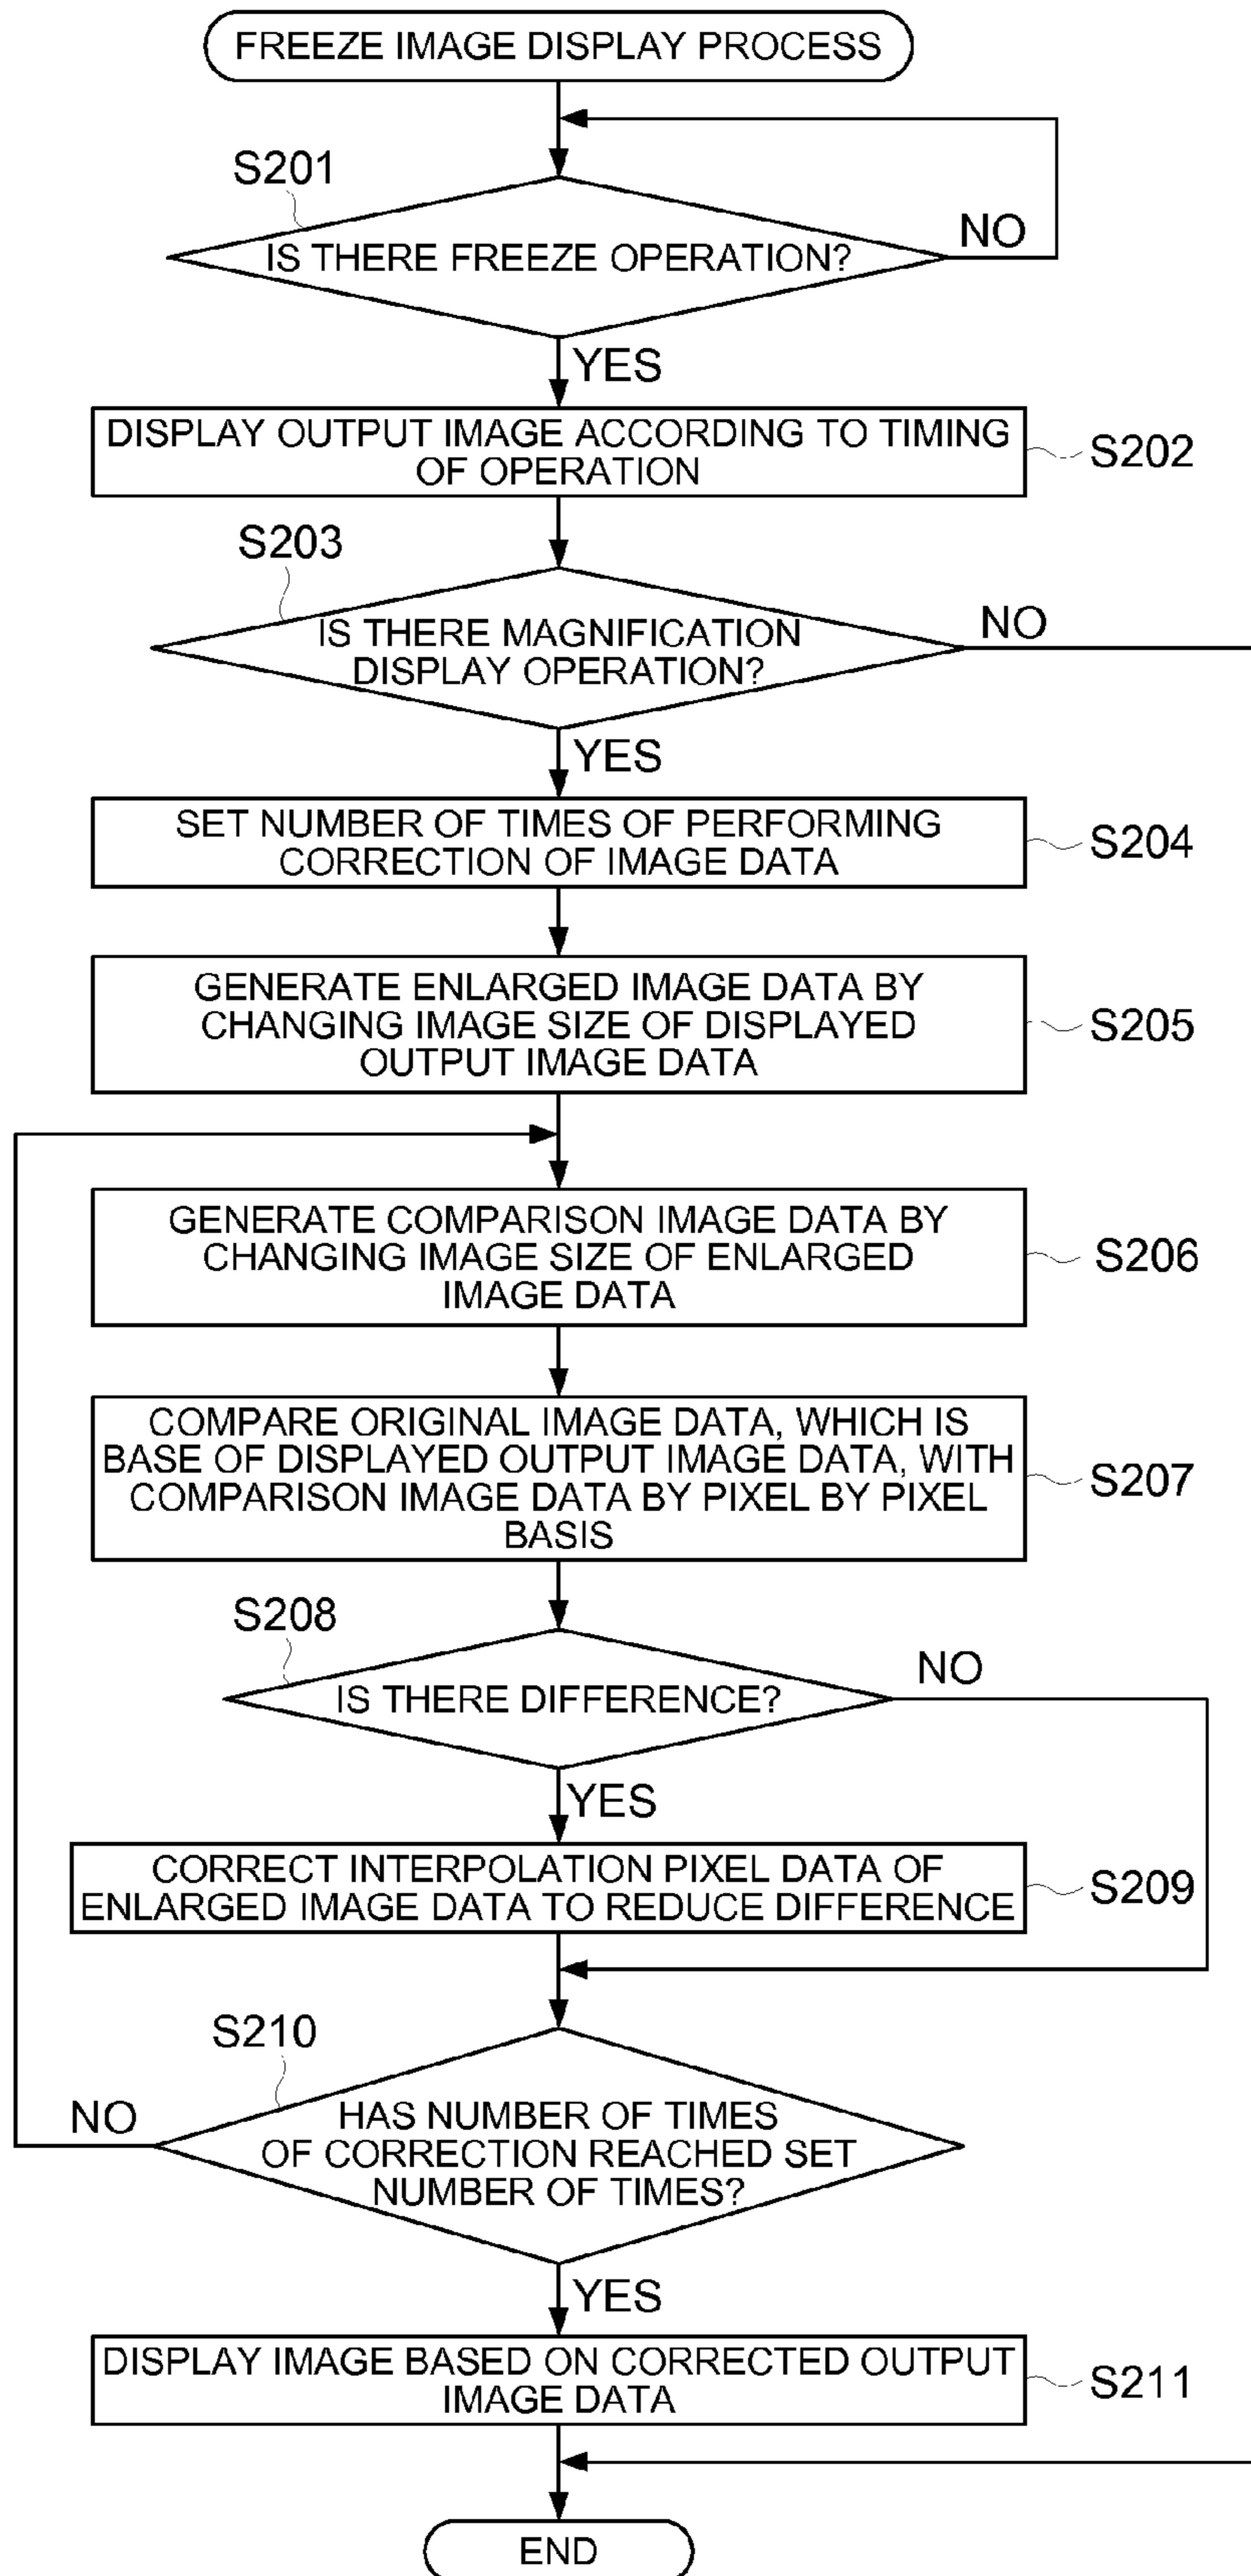 FREEZE IMAGE DISPLAY PROCESS
S201
NO
IS THERE FREEZE OPERATION?
YES
DISPLAY OUTPUT IMAGE ACCORDING TO TIMING
OF OPERATION
S202
S203
NO
IS THERE MAGNIFICATION
DISPLAY OPERATION?
YES
SET NUMBER OF TIMES OF PERFORMING
CORRECTION OF IMAGE DATA
S204
GENERATE ENLARGED IMAGE DATA BY
CHANGING IMAGE SIZE OF DISPLAYED
OUTPUT IMAGE DATA
S205
GENERATE COMPARISON IMAGE DATA BY
CHANGING IMAGE SIZE OF ENLARGED
IMAGE DATA
S206
COMPARE ORIGINAL IMAGE DATA, WHICH IS
BASE OF DISPLAYED OUTPUT IMAGE DATA, WITH
COMPARISON IMAGE DATA BY PIXEL BY PIXEL
BASIS
S207
S208
NO
IS THERE DIFFERENCE?
YES
CORRECT INTERPOLATION PIXEL DATA OF
ENLARGED IMAGE DATA TO REDUCE DIFFERENCE
S209
S210
NO
HAS NUMBER OF TIMES
OF CORRECTION REACHED SET
NUMBER OF TIMES?
YES
DISPLAY IMAGE BASED ON CORRECTED OUTPUT
IMAGE DATA
S211
END